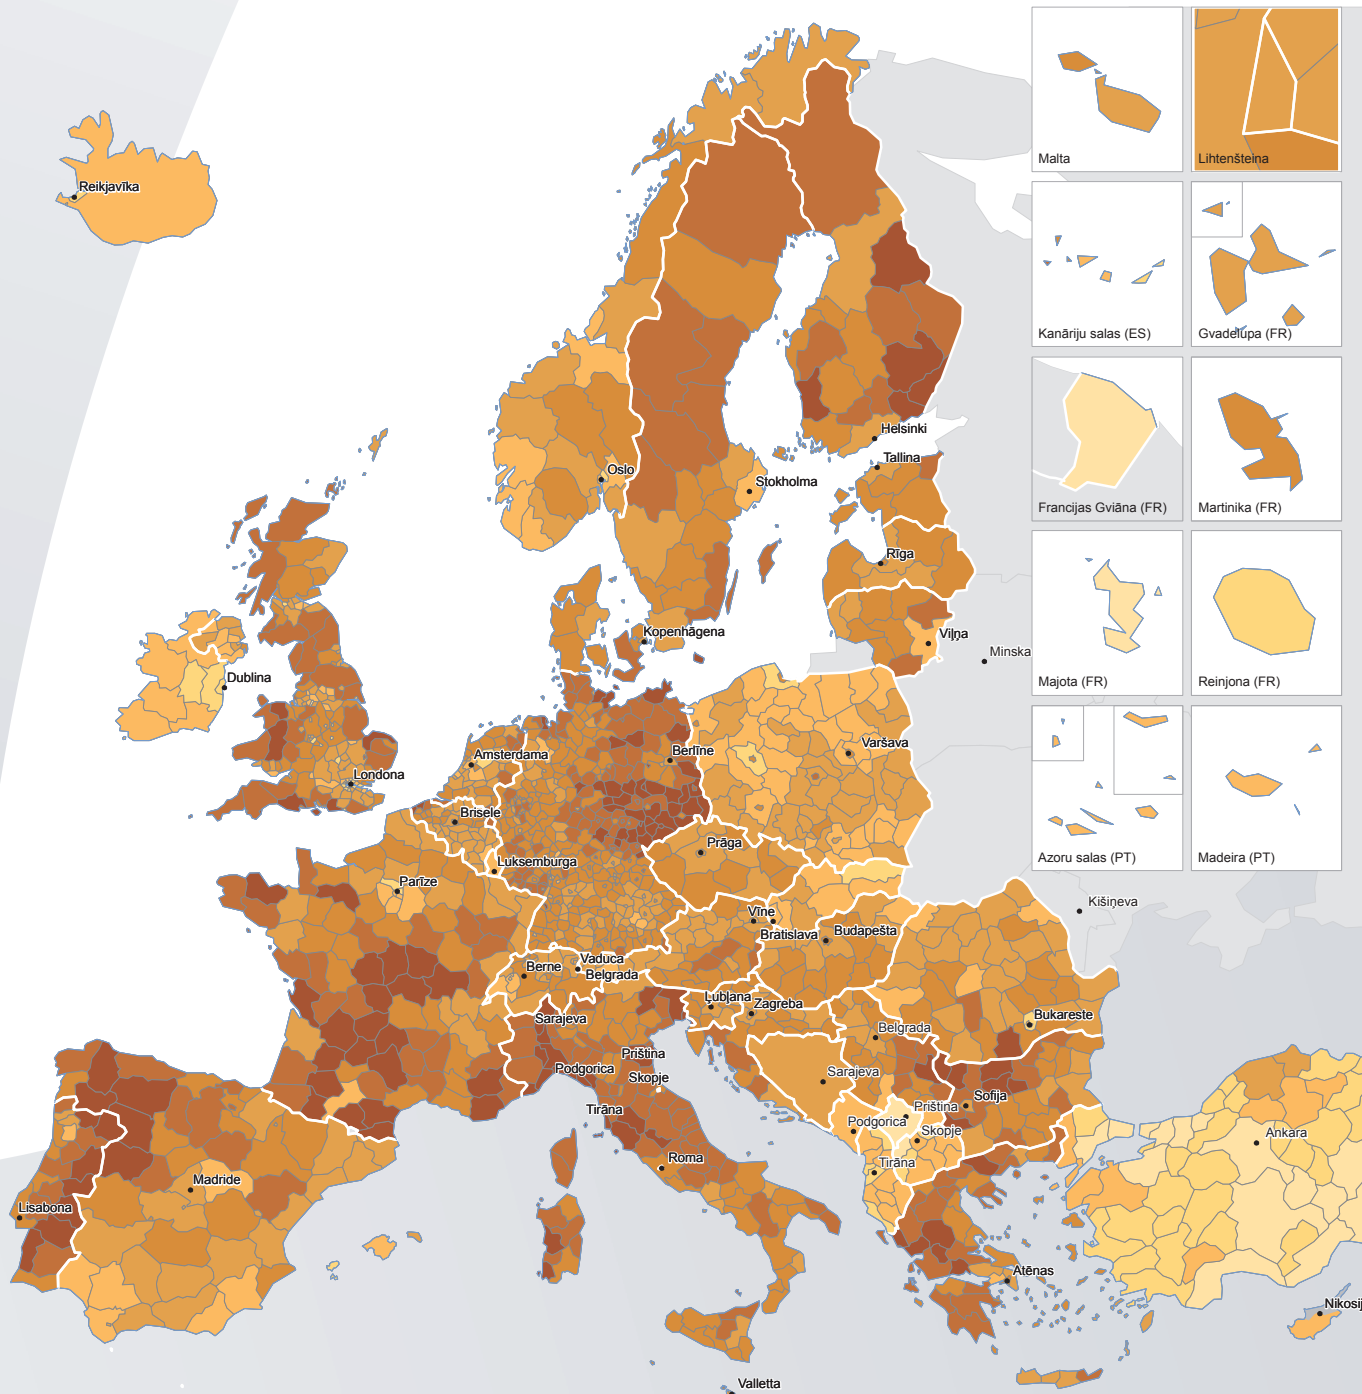 Malta
Lihtenšteina
Reikjavīka
Kanāriju salas (ES)
Gvadelupa (FR)
Helsinki
Tallina
Oslo
Stokholma
Francijas Gviāna (FR)
Martinika (FR)
Rīga
Kopenhāgena
Viļņa
Minska
Dublina
Majota (FR)
Reinjona (FR)
Varšava
Amsterdama
Berlīne
Londona
Brisele
Prāga
Luksemburga
Azoru salas (PT)
Madeira (PT)
Parīze
Kišiņeva
Vīne
Bratislava
Budapešta
Vaduca
Berne
Belgrada
Ļubļana
Zagreba
Bukareste
Sarajeva
Belgrada
Priština
Podgorica
Sarajeva
Skopje
Sofija
Tirāna
Priština
Podgorica
Skopje
Ankara
Roma
Tirāna
Madride
Lisabona
Atēnas
Nikosij
Valletta